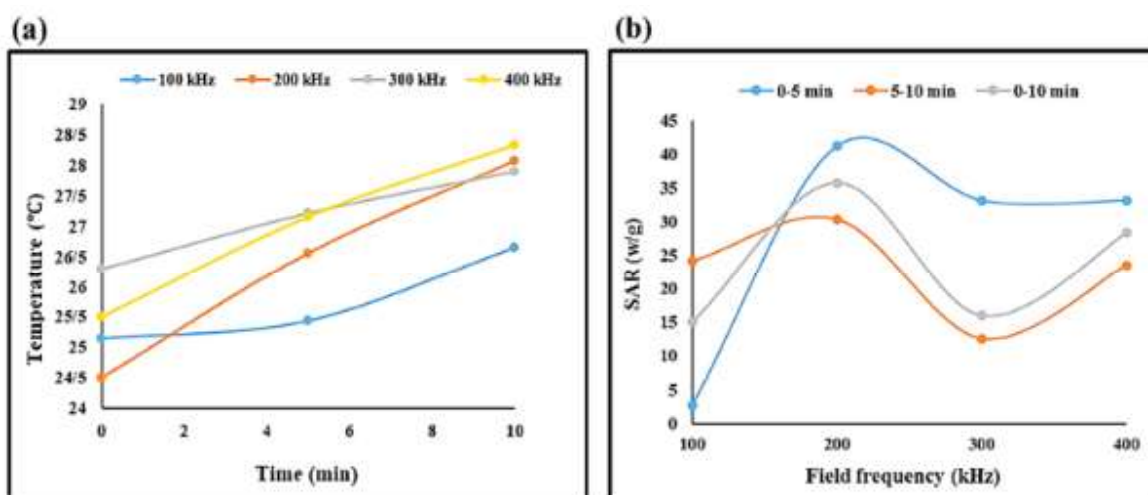 (a)
100 kHz 200 kHz 300 kHz 400 kHz
29
28/5
28
27/5
27
26/5
26
25/5
25
24/5
24
Temperature (°C)
0 2 4 6 8 10
Time (min)
(b)
0-5 min 5-10 min 0-10 min
45
40
35
30
25
20
15
10
5
0
SAR (w/g)
100 200 300 400
Field frequency (kHz)